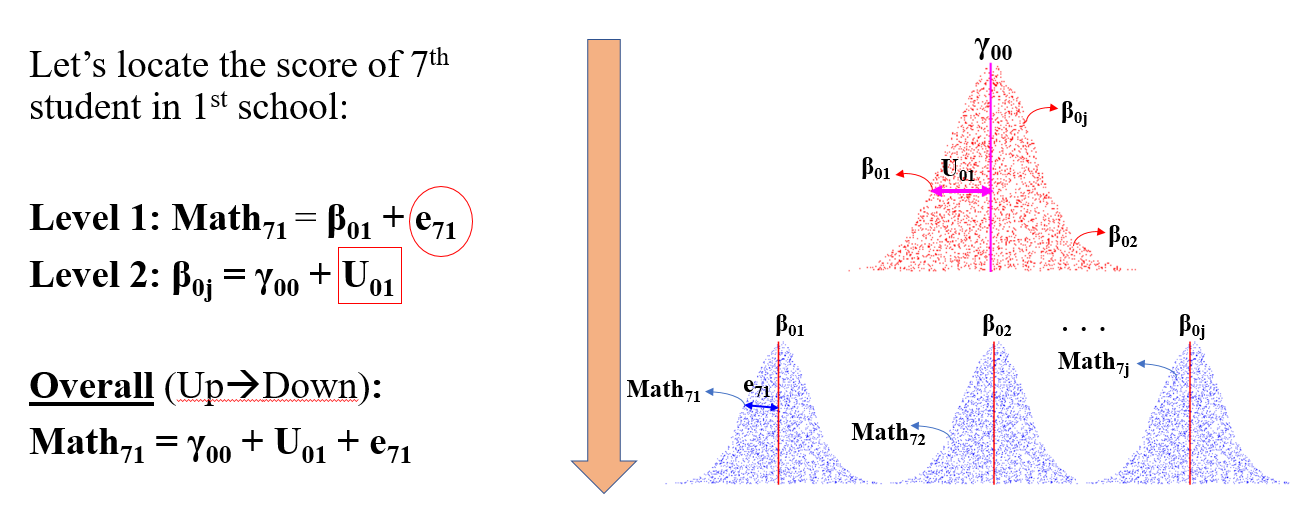 Let’s locate the score of 7th
student in 1st school:
Level 1: Math71 = β01 + e71
Level 2: β0j = γ00 + U01
Overall (Up→Down):
Math71 = γ00 + U01 + e71
γ00
β0j
β01
U01
β02
β01
β02
. . .
β0j
Math71
e71
Math72
Math7j